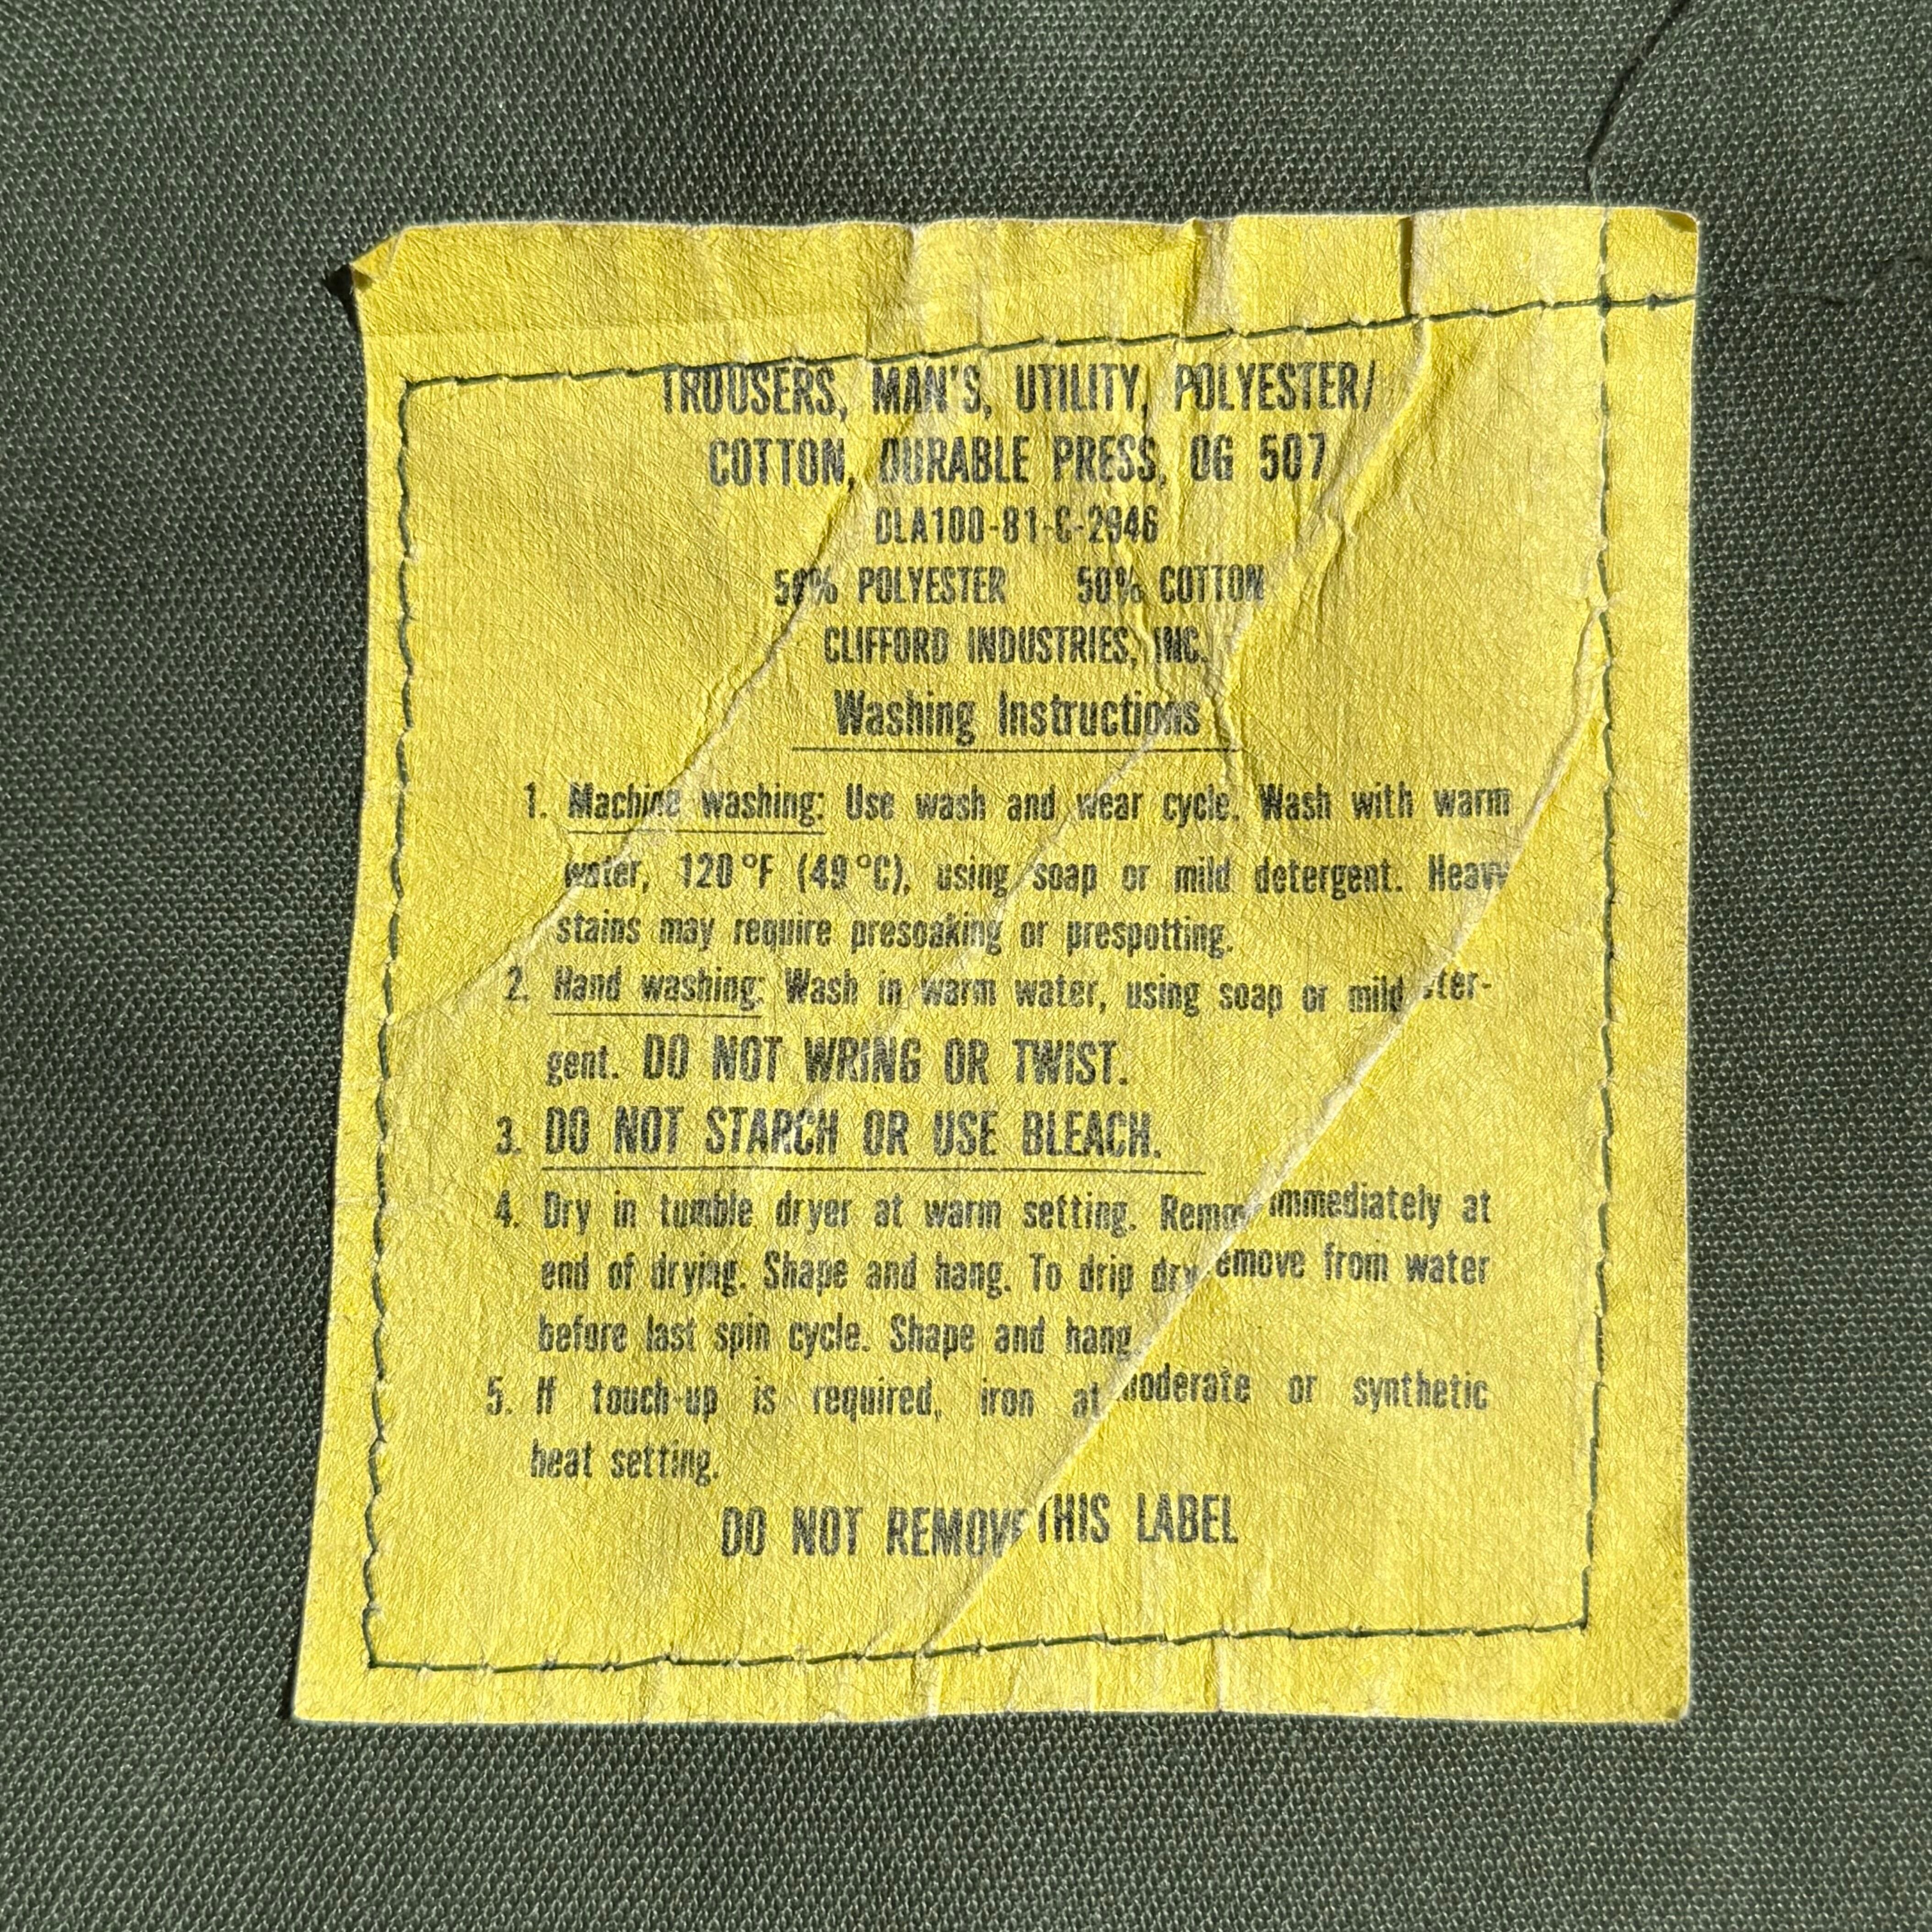 TROUSERS, MAN'S, UTILITY, POLYESTER/
COTTON, DURABLE PRESS, OG 507
DLA100-81-C-2946
50% POLYESTER 50% COTTON
CLIFFORD INDUSTRIES, INC.
Washing Instructions
1. Machine washing: Use wash and wear cycle. Wash with warm
water, 120°F (49°C), using soap or mild detergent. Heavy
stains may require presoaking or prespotting.
2. Hand washing: Wash in warm water, using soap or mild ter-
gent. DO NOT WRING OR TWIST.
3. DO NOT STARCH OR USE BLEACH.
4. Dry in tumble dryer at warm setting. Remov immediately at
end of drying. Shape and hang. To drip dry emove from water
before last spin cycle. Shape and hang
5. If touch-up is required, iron at moderate or synthetic
heat setting.
DO NOT REMOVE THIS LABEL